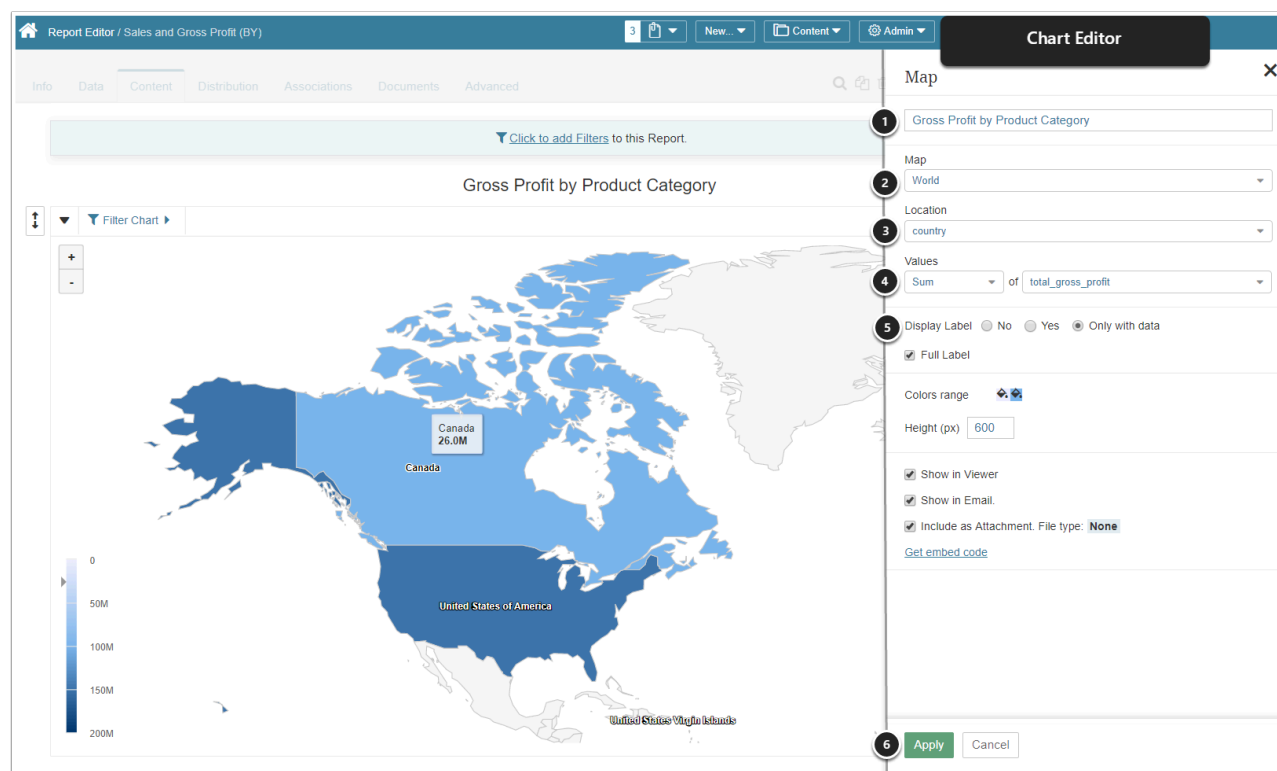 Report Editor / Sales and Gross Profit (BY)
3
New...
Content
Admin
Chart Editor
Info
Data
Content
Distribution
Associations
Documents
Advanced
Click to add Filters to this Report.
Gross Profit by Product Category
Filter Chart
+
-
Canada
26.0M
Canada
United States of America
United States Virgin Islands
0
50M
100M
150M
200M
Map
1
Gross Profit by Product Category
Map
2
World
Location
3
country
Values
4
Sum of total_gross_profit
5
Display Label No Yes Only with data
Full Label
Colors range
Height (px) 600
Show in Viewer
Show in Email.
Include as Attachment. File type: None
Get embed code
6
Apply
Cancel